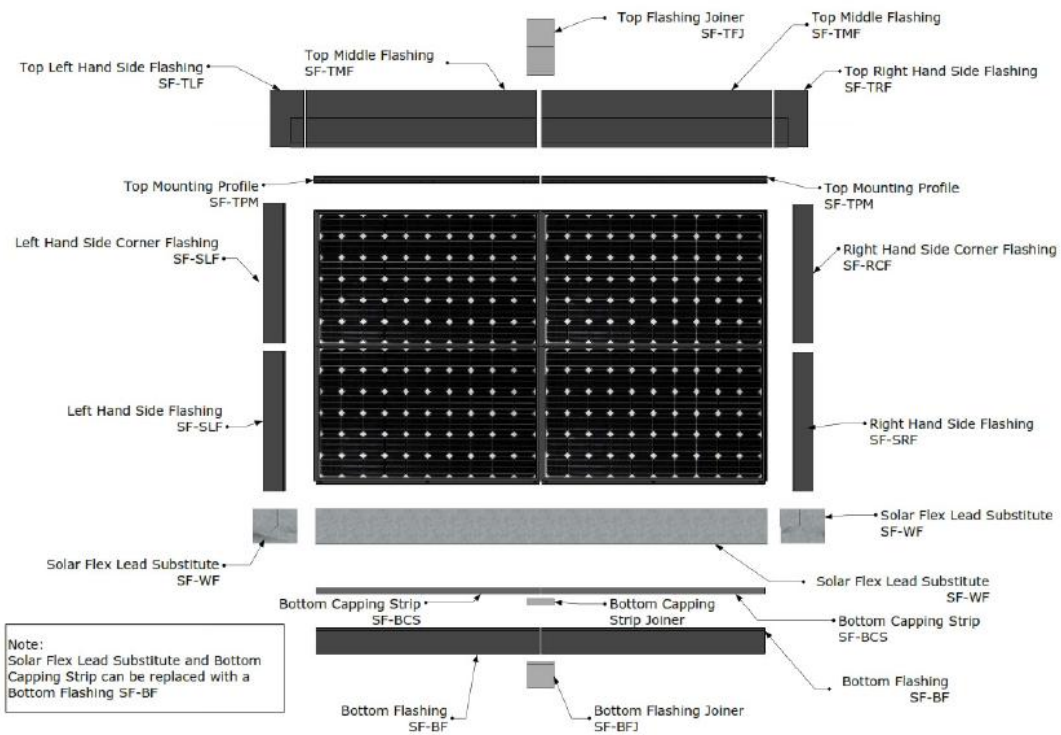 Top Flashing Joiner
SF-TFJ
Top Middle Flashing
SF-TMF
Top Middle Flashing
SF-TMF
Top Left Hand Side Flashing
SF-TLF
Top Right Hand Side Flashing
SF-TRF
Top Mounting Profile
SF-TPM
Top Mounting Profile
SF-TPM
Left Hand Side Corner Flashing
SF-SLF
Right Hand Side Corner Flashing
SF-RCF
Left Hand Side Flashing
SF-SLF
Right Hand Side Flashing
SF-SRF
Solar Flex Lead Substitute
SF-WF
Solar Flex Lead Substitute
SF-WF
Solar Flex Lead Substitute
SF-WF
Bottom Capping Strip
SF-BCS
Bottom Capping
Strip Joiner
Bottom Capping Strip
SF-BCS
Note:
Solar Flex Lead Substitute and Bottom
Capping Strip can be replaced with a
Bottom Flashing SF-BF
Bottom Flashing
SF-BF
Bottom Flashing
SF-BF
Bottom Flashing Joiner
SF-BFJ